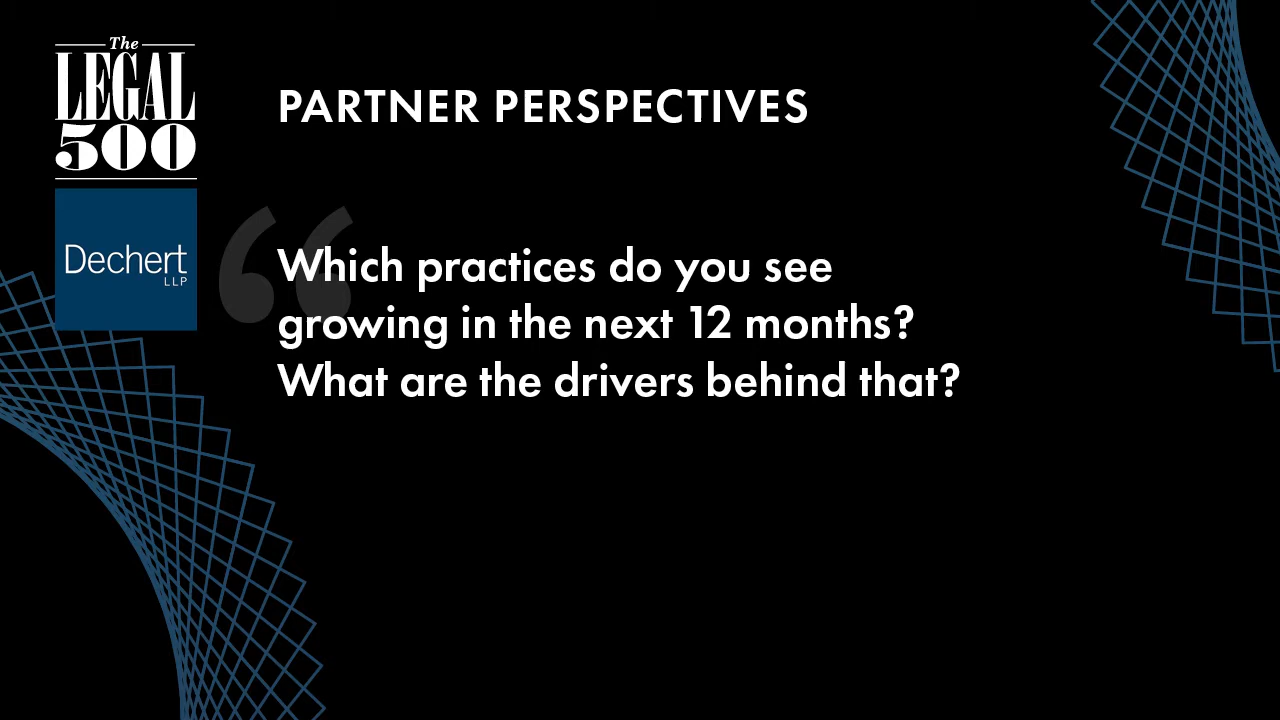 The
LEGAL
500
Dechert
LLP
PARTNER PERSPECTIVES
“
Which practices do you see
growing in the next 12 months?
What are the drivers behind that?